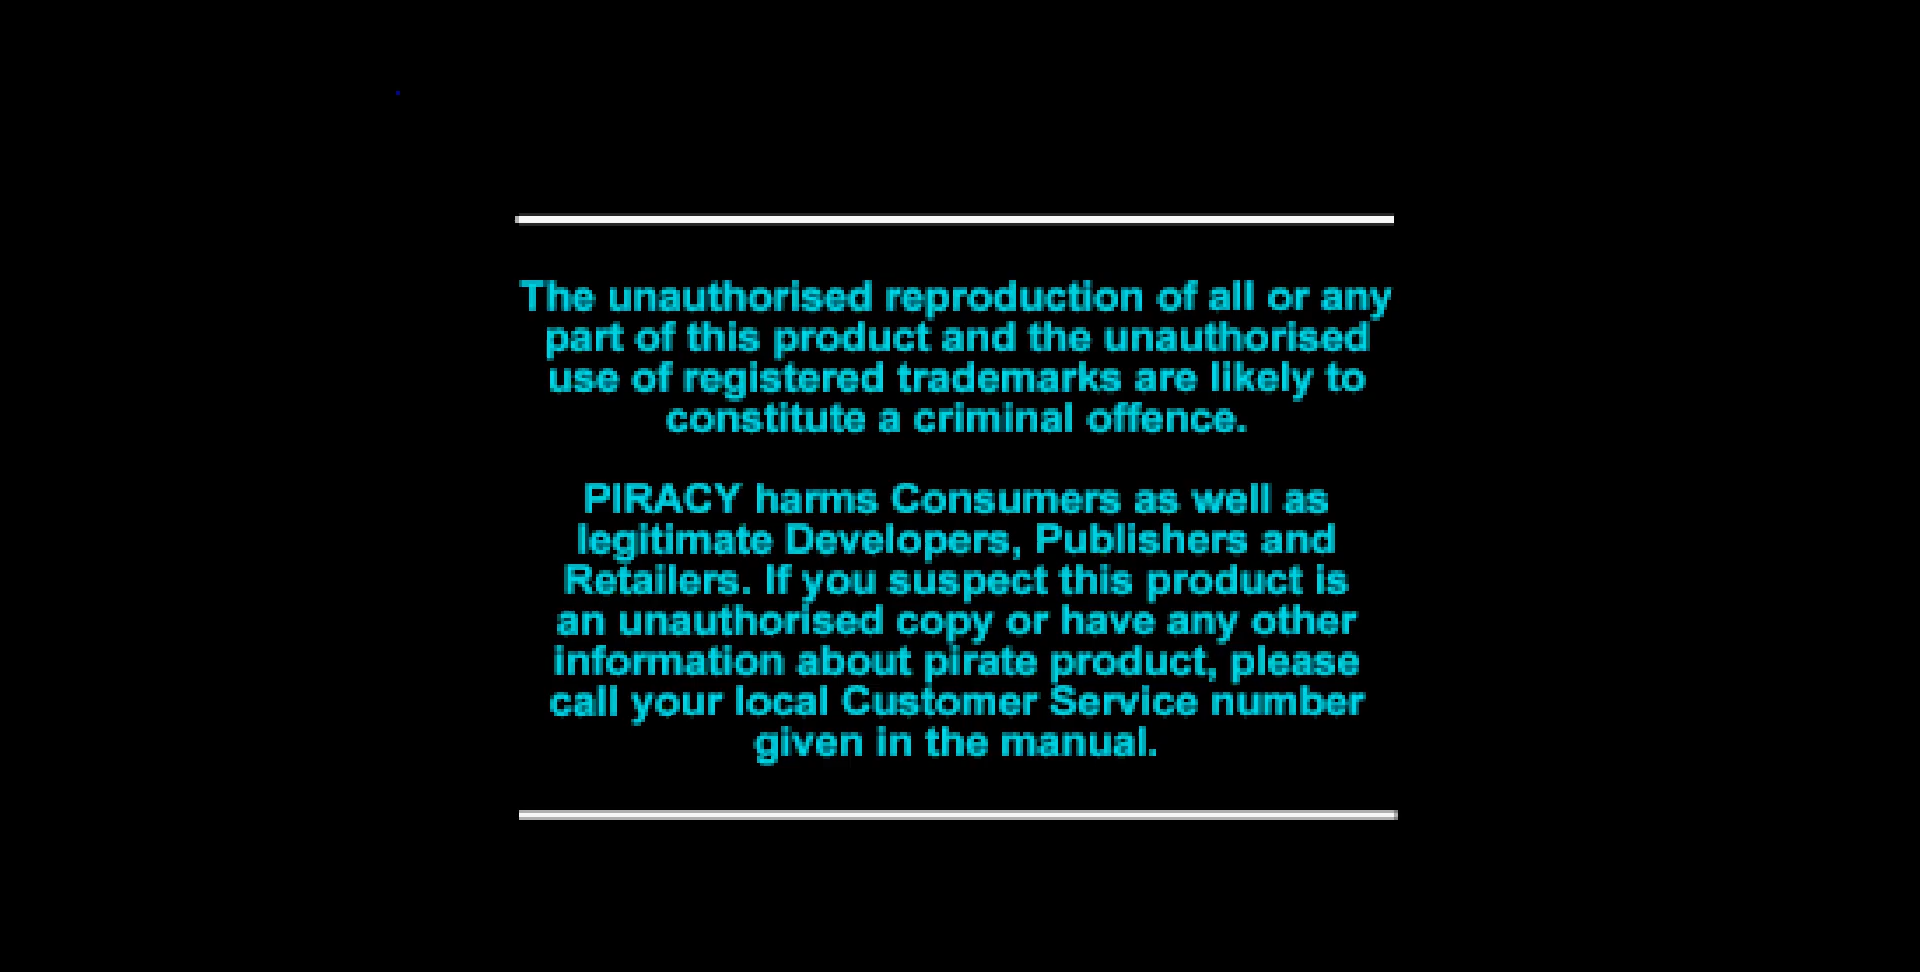 The unauthorised reproduction of all or any
part of this product and the unauthorised
use of registered trademarks are likely to
constitute a criminal offence.
PIRACY harms Consumers as well as
legitimate Developers, Publishers and
Retailers. If you suspect this product is
an unauthorised copy or have any other
information about pirate product, please
call your local Customer Service number
given in the manual.